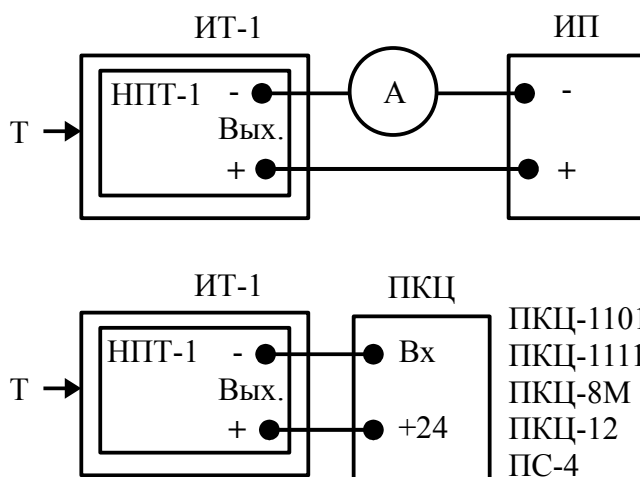 ИТ-1 ИП
НПТ-1 - А -
Т Вых.
+ +
ИТ-1 ПКЦ
ПКЦ-1101
НПТ-1 - Вх ПКЦ-1111
Т Вых. ПКЦ-8М
+ +24 ПКЦ-12
ПС-4